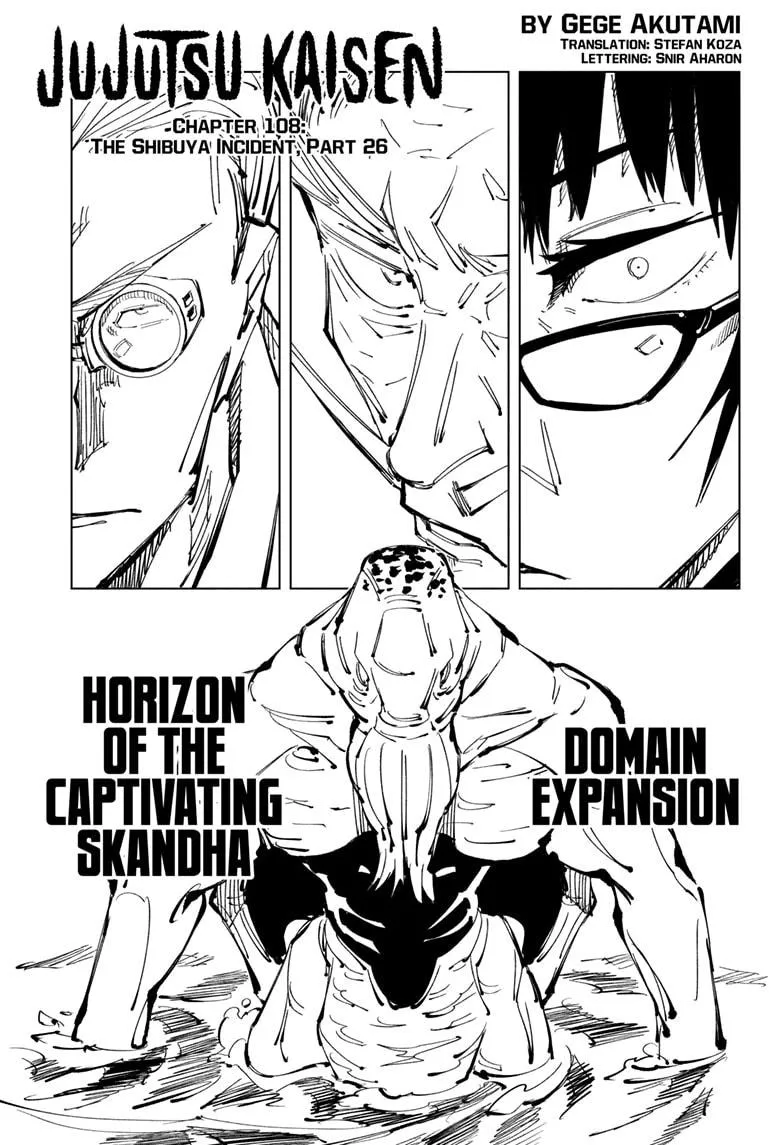 JUJUTSU KAISEN
BY GEGE AKUTAMI
TRANSLATION: STEFAN KOZA
LETTERING: SNIR AHARON
CHAPTER 108:
THE SHIBUYA INCIDENT, PART 26
DOMAIN
EXPANSION
HORIZON
OF THE
CAPTIVATING
SKANDHA